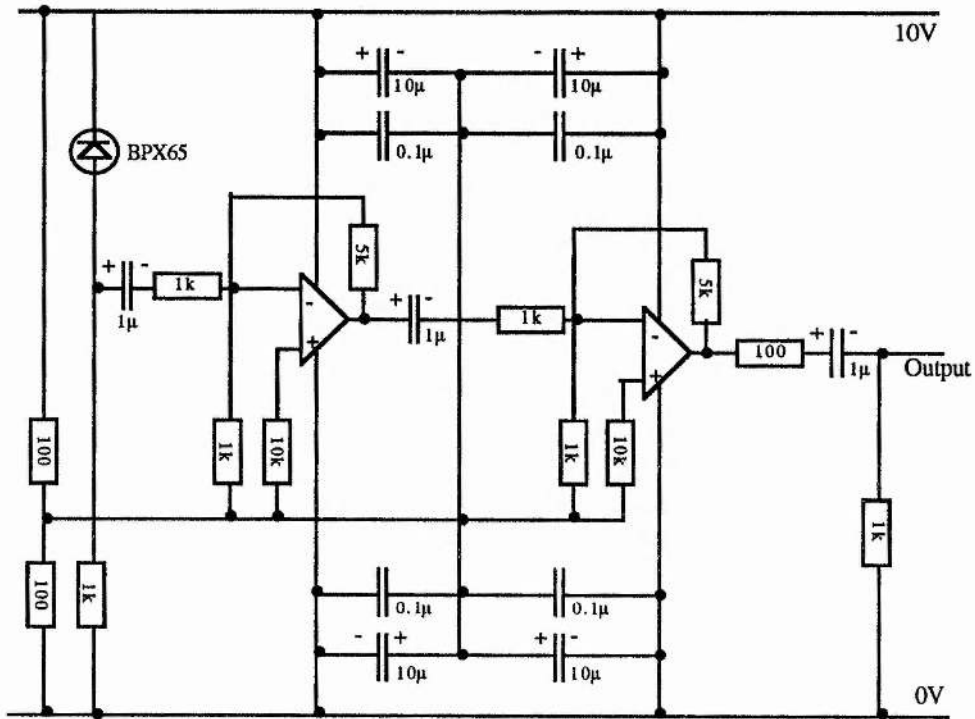 10V
+ - - +
10µ 10µ
BPX65
0.1µ 0.1µ
5k
5k
+ - 1k
1µ
- +
+ - 1k
1µ
- +
100 + -
1µ
Output
100 1k 10k 1k 10k
1k
100 1k
0.1µ 0.1µ
- + + -
10µ 10µ
0V